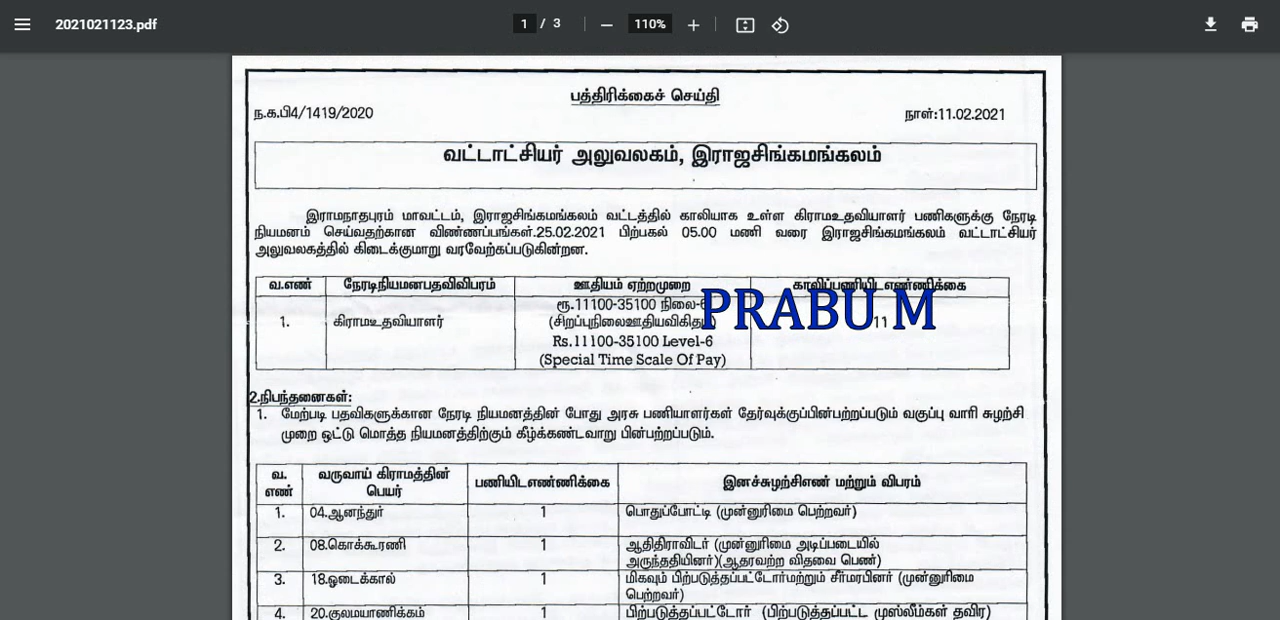 2021021123.pdf
1 / 3
110%
பத்திரிக்கைச் செய்தி
ந.க.பி4/1419/2020
நாள்:11.02.2021
வட்டாட்சியர் அலுவலகம், இராஜசிங்கமங்கலம்
இராமநாதபுரம் மாவட்டம், இராஜசிங்கமங்கலம் வட்டத்தில் காலியாக உள்ள கிராமஉதவியாளர் பணிகளுக்கு நேரடி
நியமனம் செய்வதற்கான விண்ணப்பங்கள்.25.02.2021 பிற்பகல் 05.00 மணி வரை இராஜசிங்கமங்கலம் வட்டாட்சியர்
அலுவலகத்தில் கிடைக்குமாறு வரவேற்கப்படுகின்றன.
வ.எண் நேரடிநியமனபதவிவிபரம் ஊதியம் ஏற்றமுறை காலிப்பணியிடஎண்ணிக்கை
ரூ.11100-35100 நிலை-6
PRABU M
1. கிராமஉதவியாளர் (சிறப்புநிலைஊதியவிகிதம் 11
Rs.11100-35100 Level-6
(Special Time Scale Of Pay)
2.நிபந்தனைகள்:
1. மேற்படி பதவிகளுக்கான நேரடி நியமனத்தின் போது அரசு பணியாளர்கள் தேர்வுக்குப்பின்பற்றப்படும் வகுப்பு வாரி சுழற்சி
முறை ஒட்டு மொத்த நியமனத்திற்கும் கீழ்க்கண்டவாறு பின்பற்றப்படும்.
வ. எண்
வருவாய் கிராமத்தின் பெயர்
பணியிடஎண்ணிக்கை
இனச்சுழற்சிஎண் மற்றும் விபரம்
1. 04.ஆனந்தூர் 1 பொதுப்போட்டி (முன்னுரிமை பெற்றவர்)
2. 08.கொக்கூரணி 1 ஆதிதிராவிடர் (முன்னுரிமை அடிப்படையில்
அருந்ததியினர்)(ஆதரவற்ற விதவை பெண்)
3. 18.ஓடைக்கால் 1 மிகவும் பிற்படுத்தப்பட்டோர்மற்றும் சீர்மரபினர் (முன்னுரிமை
பெற்றவர்)
4. 20.குலமயாணிக்கம் 1 பிற்படுத்தப்பட்டோர் (பிற்படுத்தப்பட்ட முஸ்லீம்கள் தவிர)